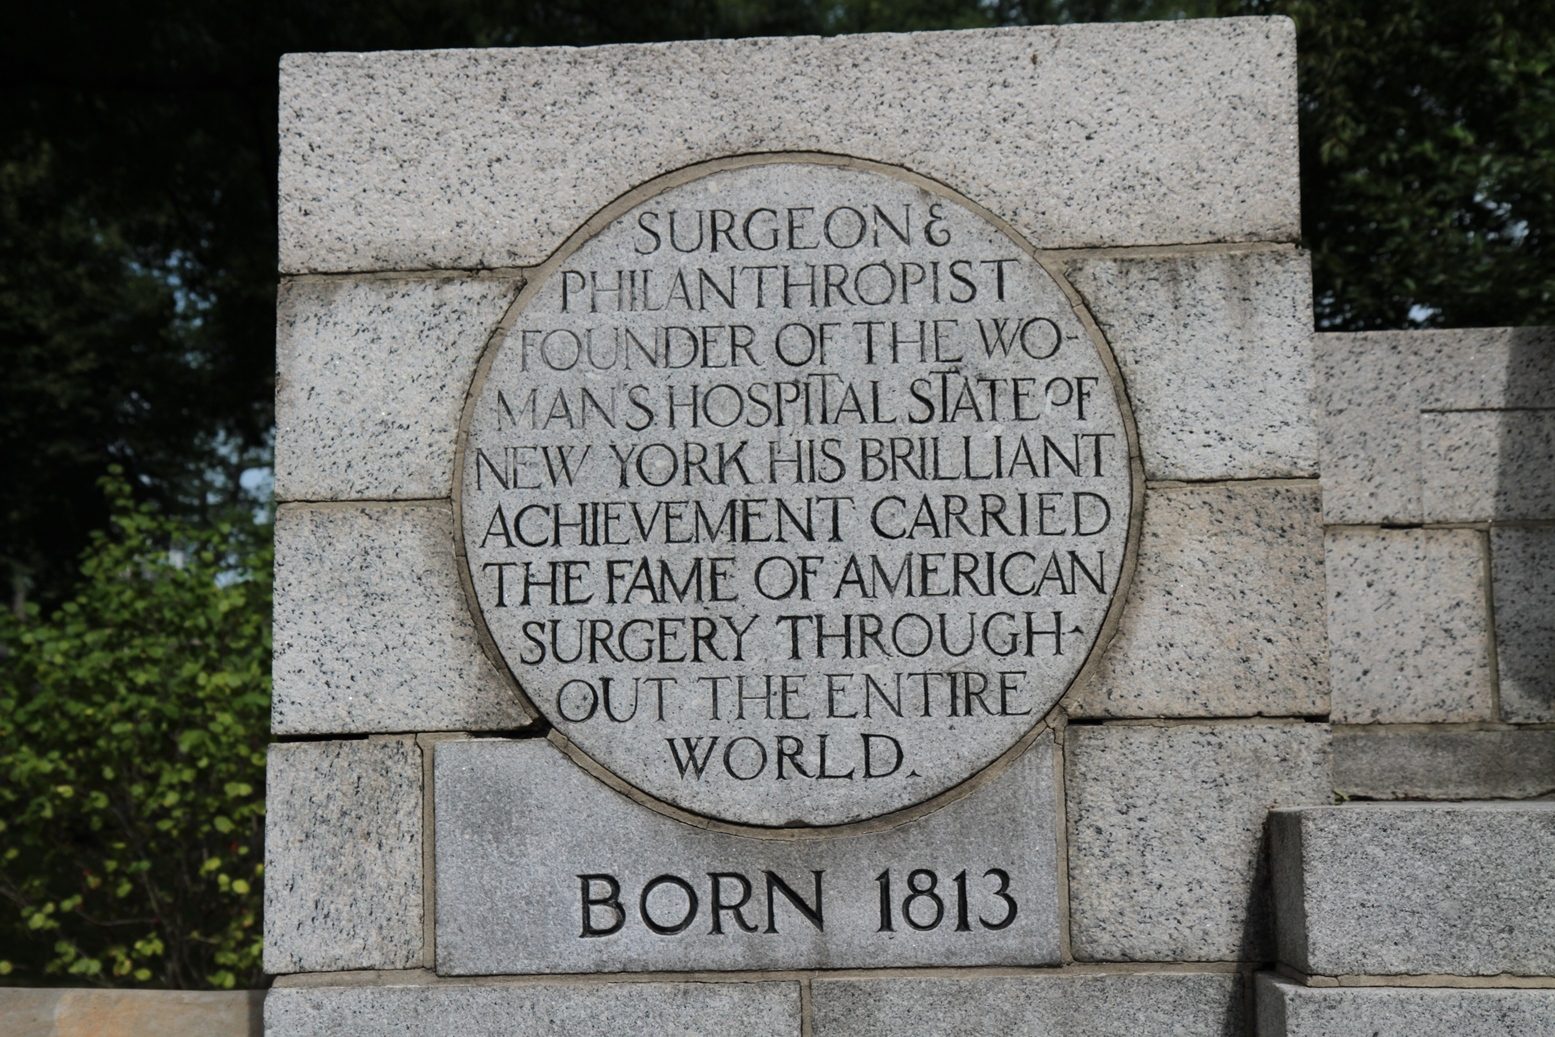 SURGEON &
PHILANTHROPIST
FOUNDER OF THE WO-
MANS HOSPITAL STATE OF
NEW YORK. HIS BRILLIANT
ACHIEVEMENT CARRIED
THE FAME OF AMERICAN
SURGERY THROUGH-
OUT THE ENTIRE
WORLD.
BORN 1813